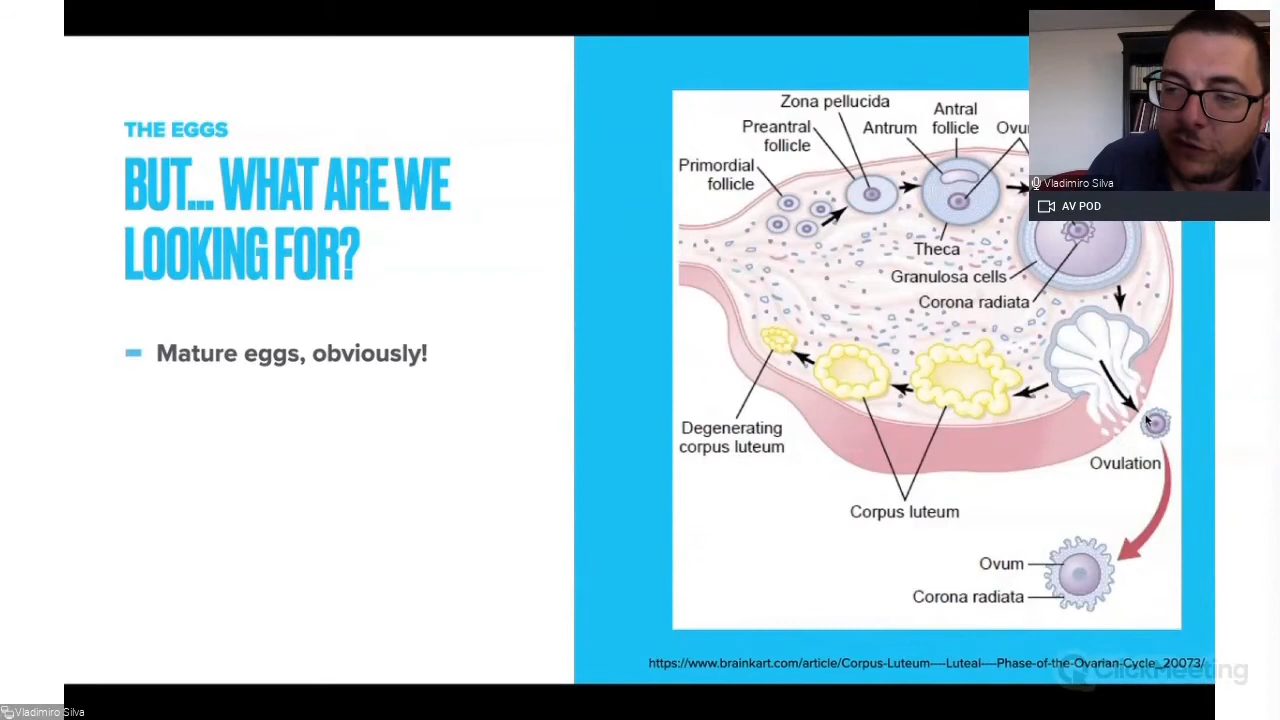 THE EGGS
BUT... WHAT ARE WE
LOOKING FOR?
Mature eggs, obviously!
Zona pellucida
Preantral
follicle
Primordial
follicle
Antrum
Antral
follicle
Theca
Granulosa cells
Corona radiata
Degenerating
corpus luteum
Corpus luteum
Ovulation
Ovum
Corona radiata
https://www.brainkart.com/article/Corpus-Luteum—Luteal—Phase-of-the-Ovarian-Cycle_20073/
ClickMeeting
Vladimiro Silva
AV POD
Vladimiro Silva